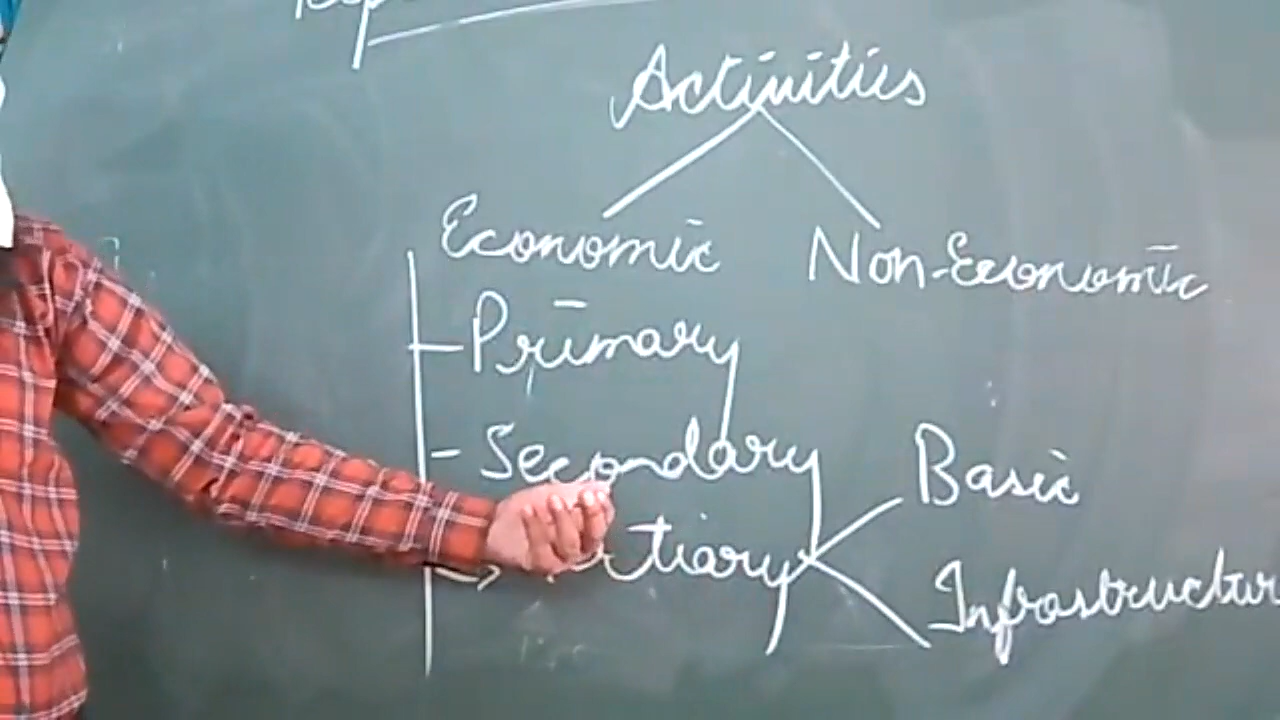 Activities
Economic Non-Economic
Primary
Secondary
Basic
tiary
Infrastructur